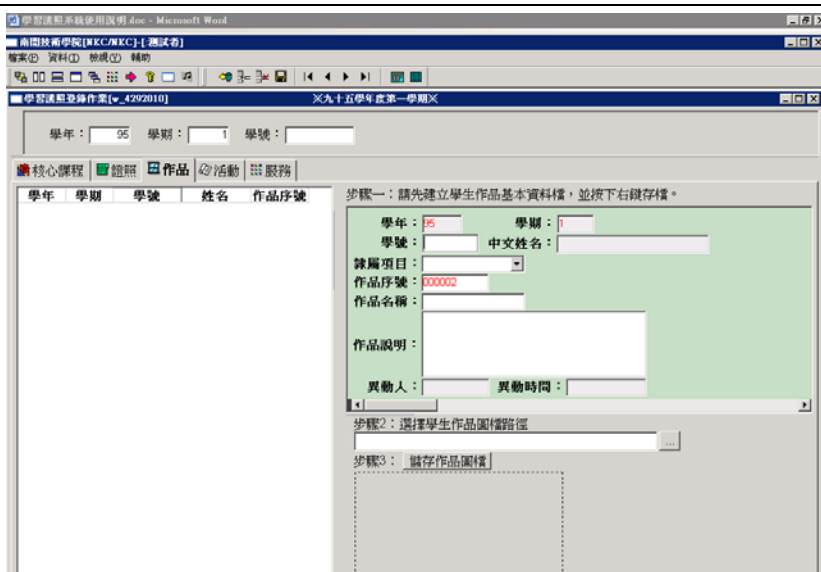 學習護照系統使用說明.doc - Microsoft Word
南開技術學院[NKC/NKC]-[測試者]
檔案(F) 資料(D) 檢視(V) 輔助
學習護照登錄作業[w_4292010] ╳九十五學年度第一學期╳
學年： 95 學期： 1 學號：
核心課程 證照 作品 活動 服務
學年 學期 學號 姓名 作品序號
步驟一：請先建立學生作品基本資料檔，並按下右鍵存檔。
學年：95 學期：1
學號： 中文姓名：
隸屬項目：
作品序號：000002
作品名稱：
作品說明：
異動人： 異動時間：
步驟2：選擇學生作品圖檔路徑
...
步驟3： 儲存作品圖檔